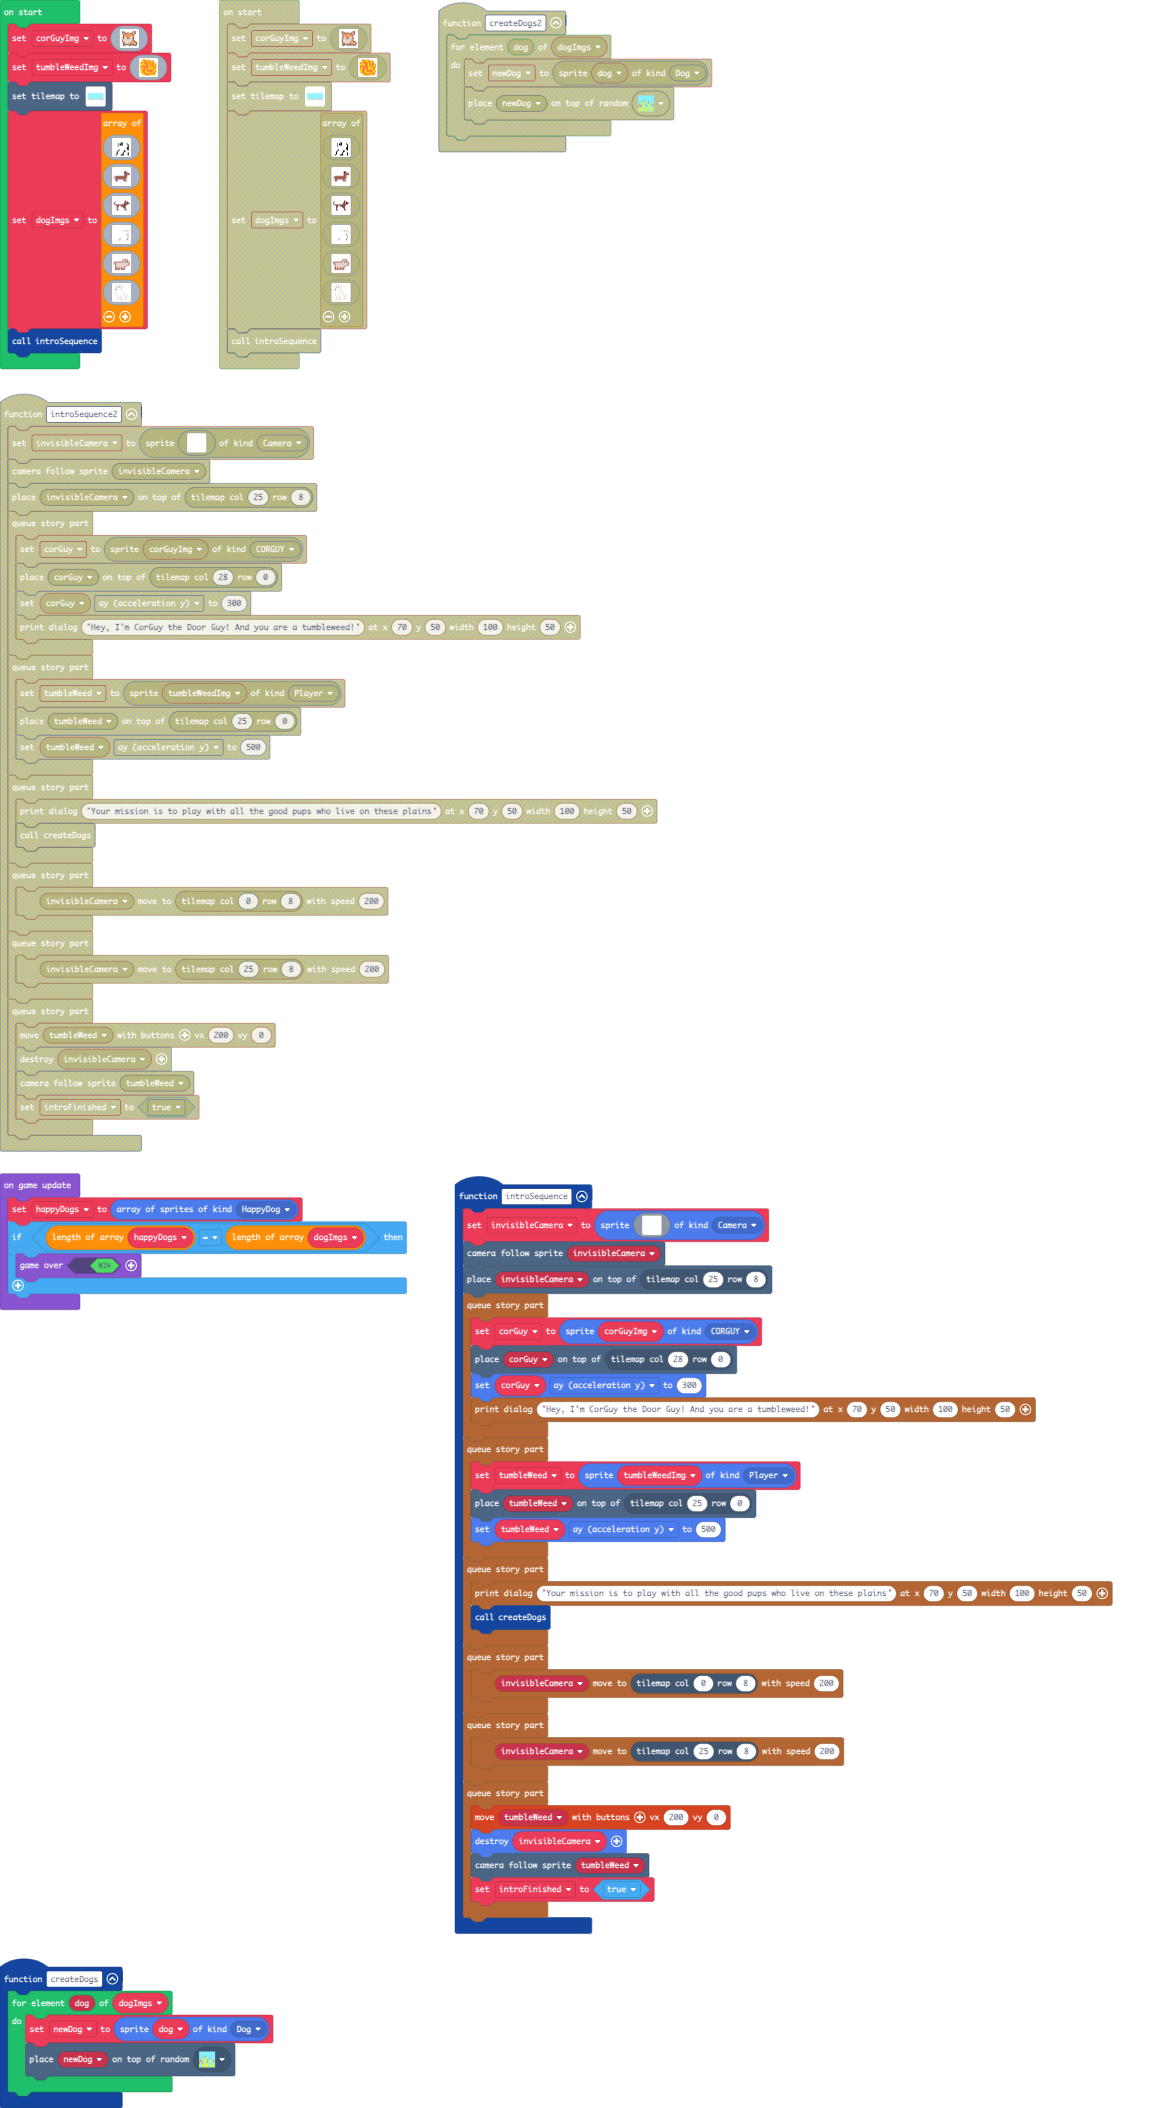 on start
set corGuyImg to
set tumbleWeedImg to
set tilemap to
array of
set dogImgs to
call introSequence
on start
set corGuyImg to
set tumbleWeedImg to
set tilemap to
array of
set dogImgs to
call introSequence
function createDogs2
for element dog of dogImgs
do
set newDog to sprite dog of kind Dog
place newDog on top of random
function introSequence2
set invisibleCamera to sprite of kind Camera
camera follow sprite invisibleCamera
place invisibleCamera on top of tilemap col 25 row 8
queue story part
set corGuy to sprite corGuyImg of kind CORGUY
place corGuy on top of tilemap col 28 row 0
set corGuy ay (acceleration y) to 300
print dialog "Hey, I'm CorGuy the Door Guy! And you are a tumbleweed!" at x 70 y 50 width 100 height 50
queue story part
set tumbleWeed to sprite tumbleWeedImg of kind Player
place tumbleWeed on top of tilemap col 25 row 0
set tumbleWeed ay (acceleration y) to 500
queue story part
print dialog "Your mission is to play with all the good pups who live on these plains" at x 70 y 50 width 100 height 50
call createDogs
queue story part
invisibleCamera move to tilemap col 0 row 8 with speed 200
queue story part
invisibleCamera move to tilemap col 25 row 8 with speed 200
queue story part
move tumbleWeed with buttons vx 200 vy 0
destroy invisibleCamera
camera follow sprite tumbleWeed
set introFinished to true
on game update
set happyDogs to array of sprites of kind HappyDog
if length of array happyDogs = length of array dogImgs then
game over WIN
function introSequence
set invisibleCamera to sprite of kind Camera
camera follow sprite invisibleCamera
place invisibleCamera on top of tilemap col 25 row 8
queue story part
set corGuy to sprite corGuyImg of kind CORGUY
place corGuy on top of tilemap col 28 row 0
set corGuy ay (acceleration y) to 300
print dialog "Hey, I'm CorGuy the Door Guy! And you are a tumbleweed!" at x 70 y 50 width 100 height 50
queue story part
set tumbleWeed to sprite tumbleWeedImg of kind Player
place tumbleWeed on top of tilemap col 25 row 0
set tumbleWeed ay (acceleration y) to 500
queue story part
print dialog "Your mission is to play with all the good pups who live on these plains" at x 70 y 50 width 100 height 50
call createDogs
queue story part
invisibleCamera move to tilemap col 0 row 8 with speed 200
queue story part
invisibleCamera move to tilemap col 25 row 8 with speed 200
queue story part
move tumbleWeed with buttons vx 200 vy 0
destroy invisibleCamera
camera follow sprite tumbleWeed
set introFinished to true
function createDogs
for element dog of dogImgs
do
set newDog to sprite dog of kind Dog
place newDog on top of random